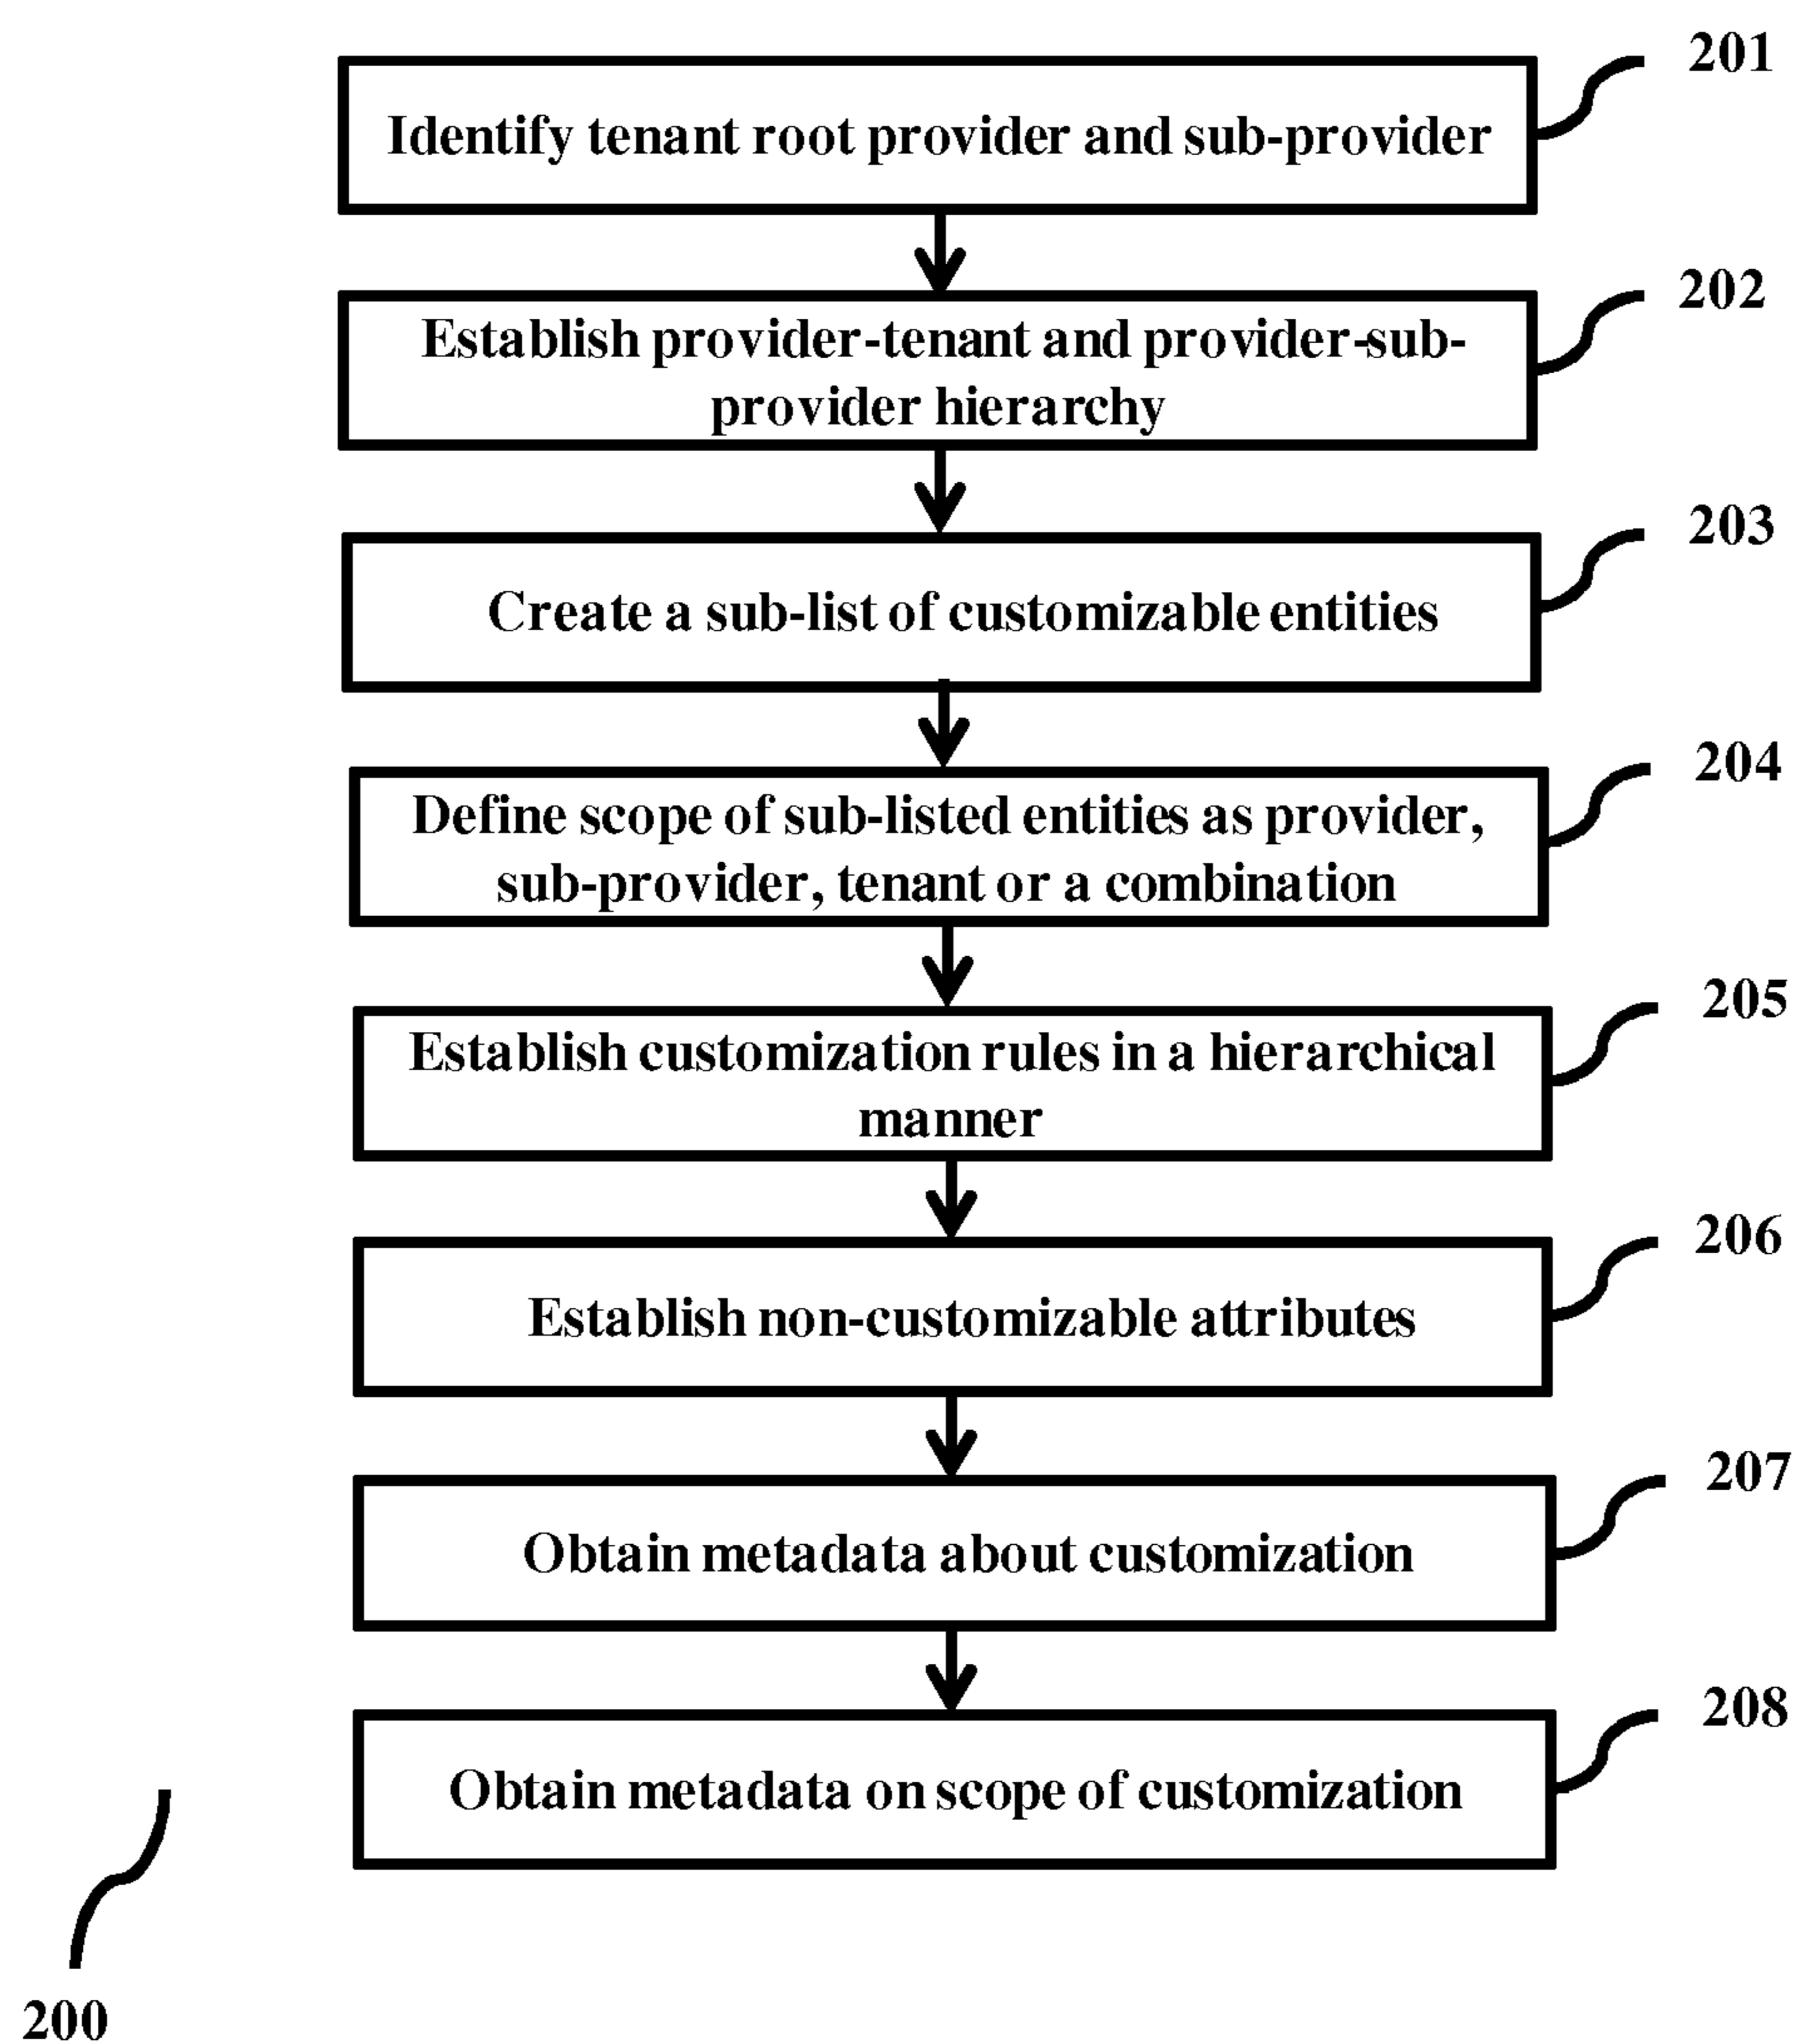 201
Identify tenant root provider and sub-provider
202
Establish provider-tenant and provider-sub-
provider hierarchy
203
Create a sub-list of customizable entities
204
Define scope of sub-listed entities as provider,
sub-provider, tenant or a combination
205
Establish customization rules in a hierarchical
manner
206
Establish non-customizable attributes
207
Obtain metadata about customization
208
Obtain metadata on scope of customization
200